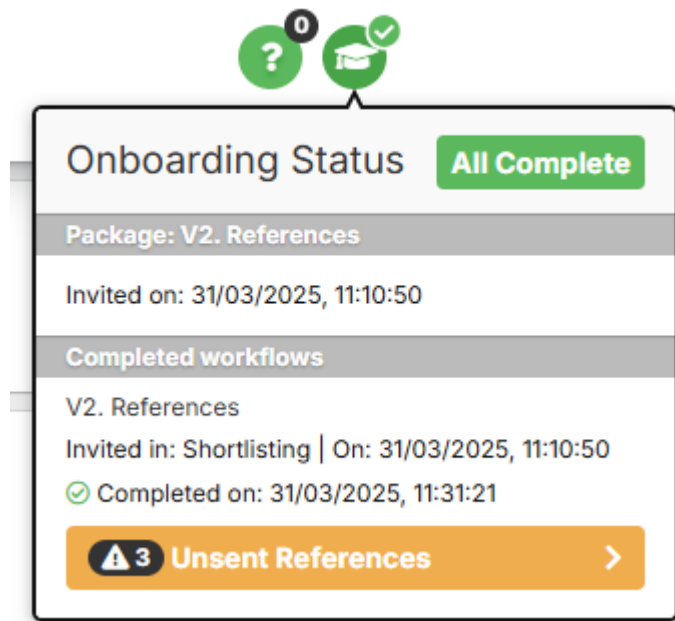 0
?
Onboarding Status All Complete
Package: V2. References
Invited on: 31/03/2025, 11:10:50
Completed workflows
V2. References
Invited in: Shortlisting | On: 31/03/2025, 11:10:50
Completed on: 31/03/2025, 11:31:21
3 Unsent References